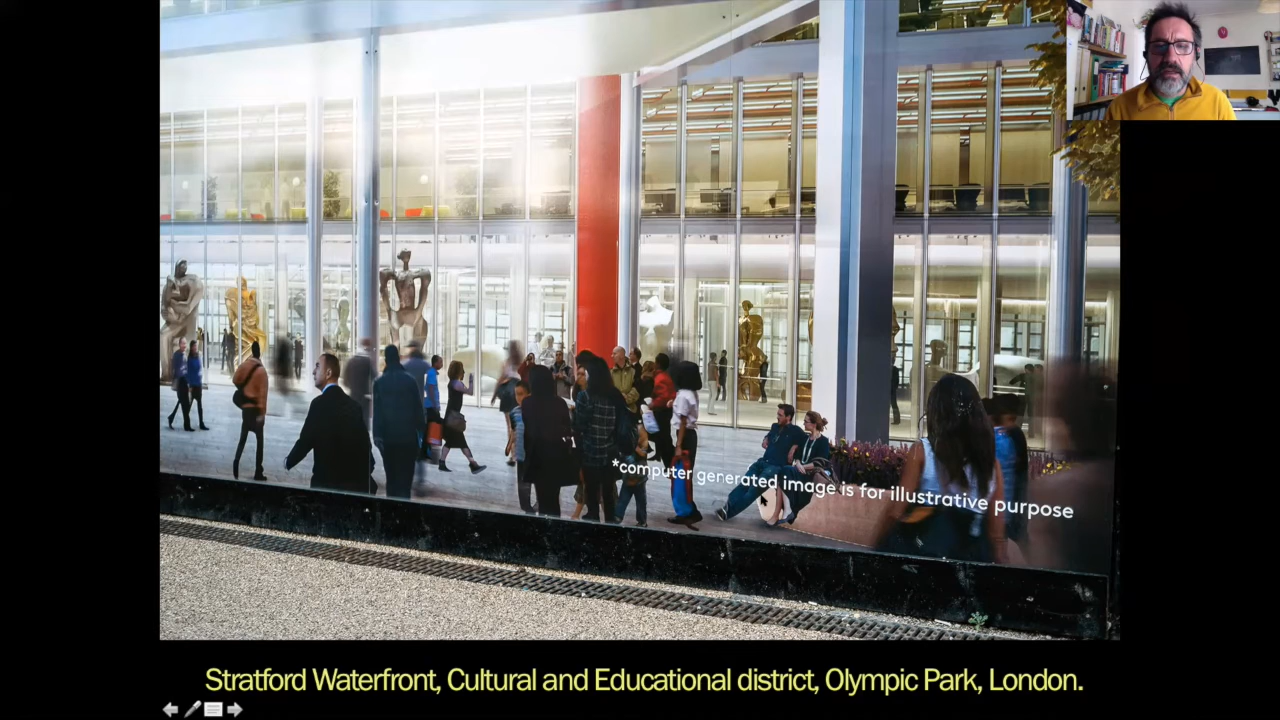 *computer generated image is for illustrative purpose
Stratford Waterfront, Cultural and Educational district, Olympic Park, London.